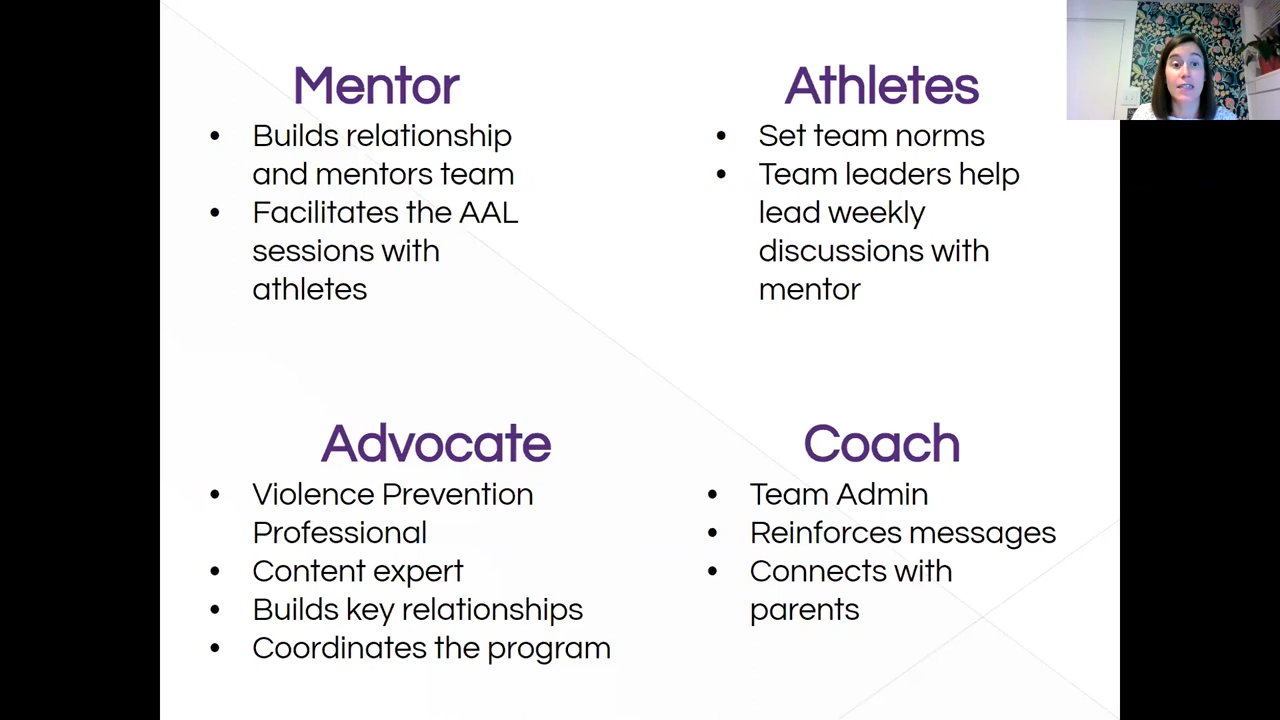 Mentor
• Builds relationship
and mentors team
• Facilitates the AAL
sessions with
athletes
Athletes
• Set team norms
• Team leaders help
lead weekly
discussions with
mentor
Advocate
• Violence Prevention
Professional
• Content expert
• Builds key relationships
• Coordinates the program
Coach
• Team Admin
• Reinforces messages
• Connects with
parents